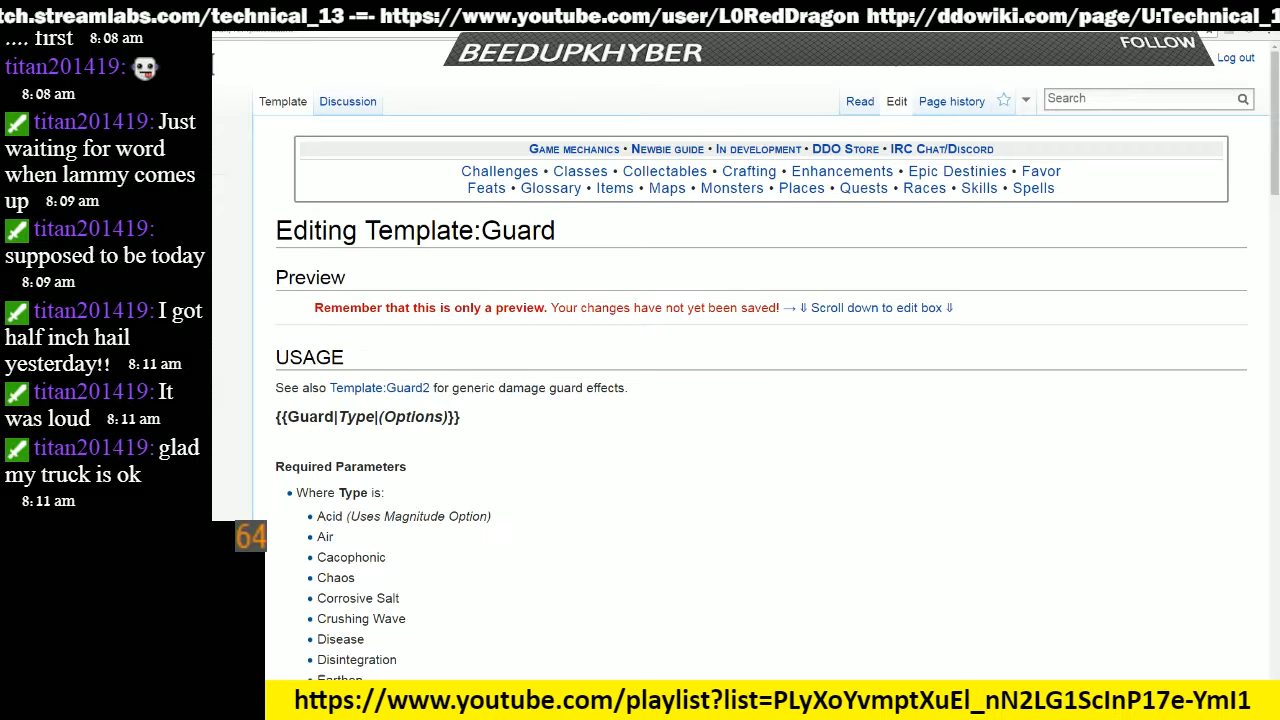 tch.streamlabs.com/technical_13 -=- https://www.youtube.com/user/L0RedDragon http://ddowiki.com/page/U:Technical_1
.... first 8:08 am
titan201419:
8:08 am
titan201419: Just
waiting for word
when lammy comes
up 8:09 am
titan201419:
supposed to be today
8:09 am
titan201419: I got
half inch hail
yesterday!! 8:11 am
titan201419: It
was loud 8:11 am
titan201419: glad
my truck is ok
8:11 am
64
BEEDUPKHYBER
FOLLOW
Log out
Template Discussion Read Edit Page history Search
Game mechanics • Newbie guide • In development • DDO Store • IRC Chat/Discord
Challenges • Classes • Collectables • Crafting • Enhancements • Epic Destinies • Favor
Feats • Glossary • Items • Maps • Monsters • Places • Quests • Races • Skills • Spells
Editing Template:Guard
Preview
Remember that this is only a preview. Your changes have not yet been saved! → ⇓ Scroll down to edit box ⇓
USAGE
See also Template:Guard2 for generic damage guard effects.
{{Guard|Type|(Options)}}
Required Parameters
• Where Type is:
• Acid (Uses Magnitude Option)
• Air
• Cacophonic
• Chaos
• Corrosive Salt
• Crushing Wave
• Disease
• Disintegration
• Earthen
https://www.youtube.com/playlist?list=PLyXoYvmptXuEl_nN2LG1ScInP17e-YmI1